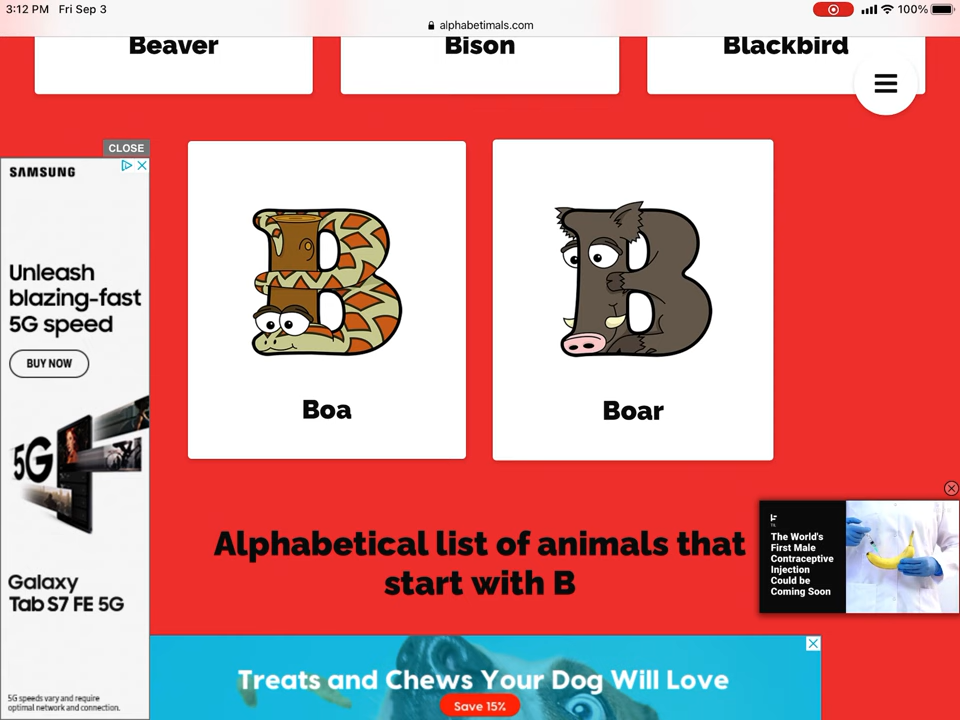 3:12 PM Fri Sep 3
100%
alphabetimals.com
Beaver
Bison
Blackbird
CLOSE
SAMSUNG
Unleash
blazing-fast
5G speed
BUY NOW
5G
Galaxy
Tab S7 FE 5G
5G speeds vary and require
optimal network and connection.
Boa
Boar
Alphabetical list of animals that
start with B
The World's
First Male
Contraceptive
Injection
Could be
Coming Soon
Treats and Chews Your Dog Will Love
Save 15%